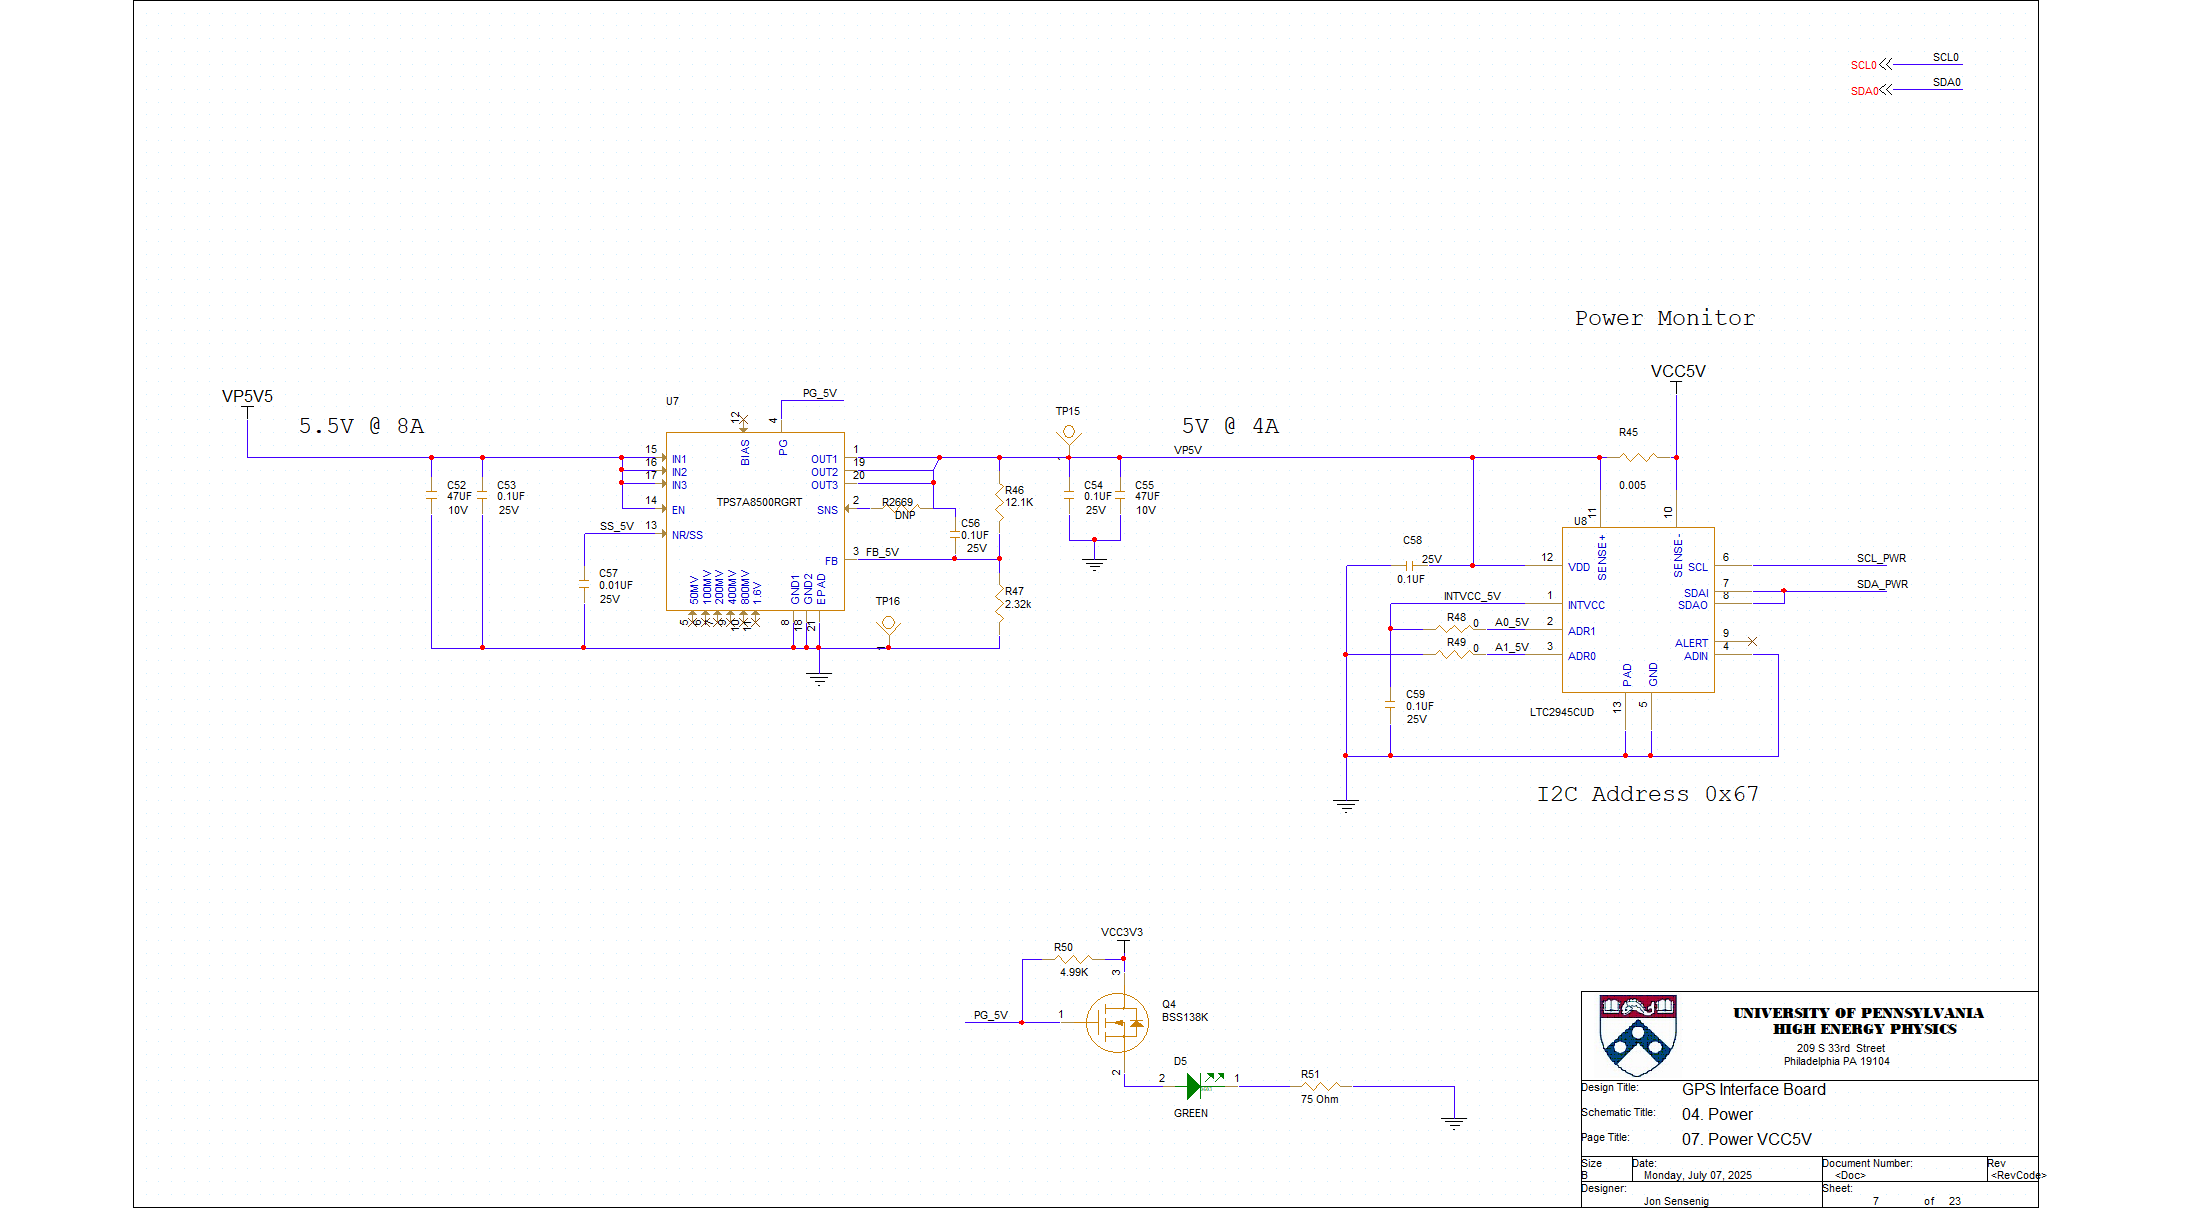 SCL0 SCL0
SDA0 SDA0
Power Monitor
VCC5V
VP5V5
5.5V @ 8A
U7
PG_5V
12
4
BIAS
PG
15 IN1
16 IN2
17 IN3
14 EN
SS_5V 13 NR/SS
TPS7A8500RGRT
OUT1 1
OUT2 19
OUT3 20
SNS 2
FB 3 FB_5V
R2669
DNP
50MV
100MV
200MV
400MV
800MV
1.6V
GND1
GND2
EPAD
5
6
7
9
10
11
8
18
21
C52
47UF
10V
C53
0.1UF
25V
C57
0.01UF
25V
C56
0.1UF
25V
R46
12.1K
R47
2.32k
TP16
1
TP15
C54
0.1UF
25V
C55
47UF
10V
5V @ 4A
VP5V
R45
0.005
11
10
U8
SENSE+
SENSE-
C58
25V
0.1UF
12 VDD
INTVCC_5V 1 INTVCC
R48 0 A0_5V 2 ADR1
R49 0 A1_5V 3 ADR0
SCL 6 SCL_PWR
SDAI 7 SDA_PWR
SDAO 8
ALERT 9
ADIN 4
PAD
GND
13
5
C59
0.1UF
25V
LTC2945CUD
I2C Address 0x67
VCC3V3
R50
4.99K
3
PG_5V 1
Q4
BSS138K
2
D5
2 1
GREEN
R51
75 Ohm
UNIVERSITY OF PENNSYLVANIA
HIGH ENERGY PHYSICS
209 S 33rd Street
Philadelphia PA 19104
Design Title: GPS Interface Board
Schematic Title: 04. Power
Page Title: 07. Power VCC5V
Size Date: Document Number: Rev
B Monday, July 07, 2025 <Doc> <RevCode>
Designer: Sheet:
Jon Sensenig 7 of 23